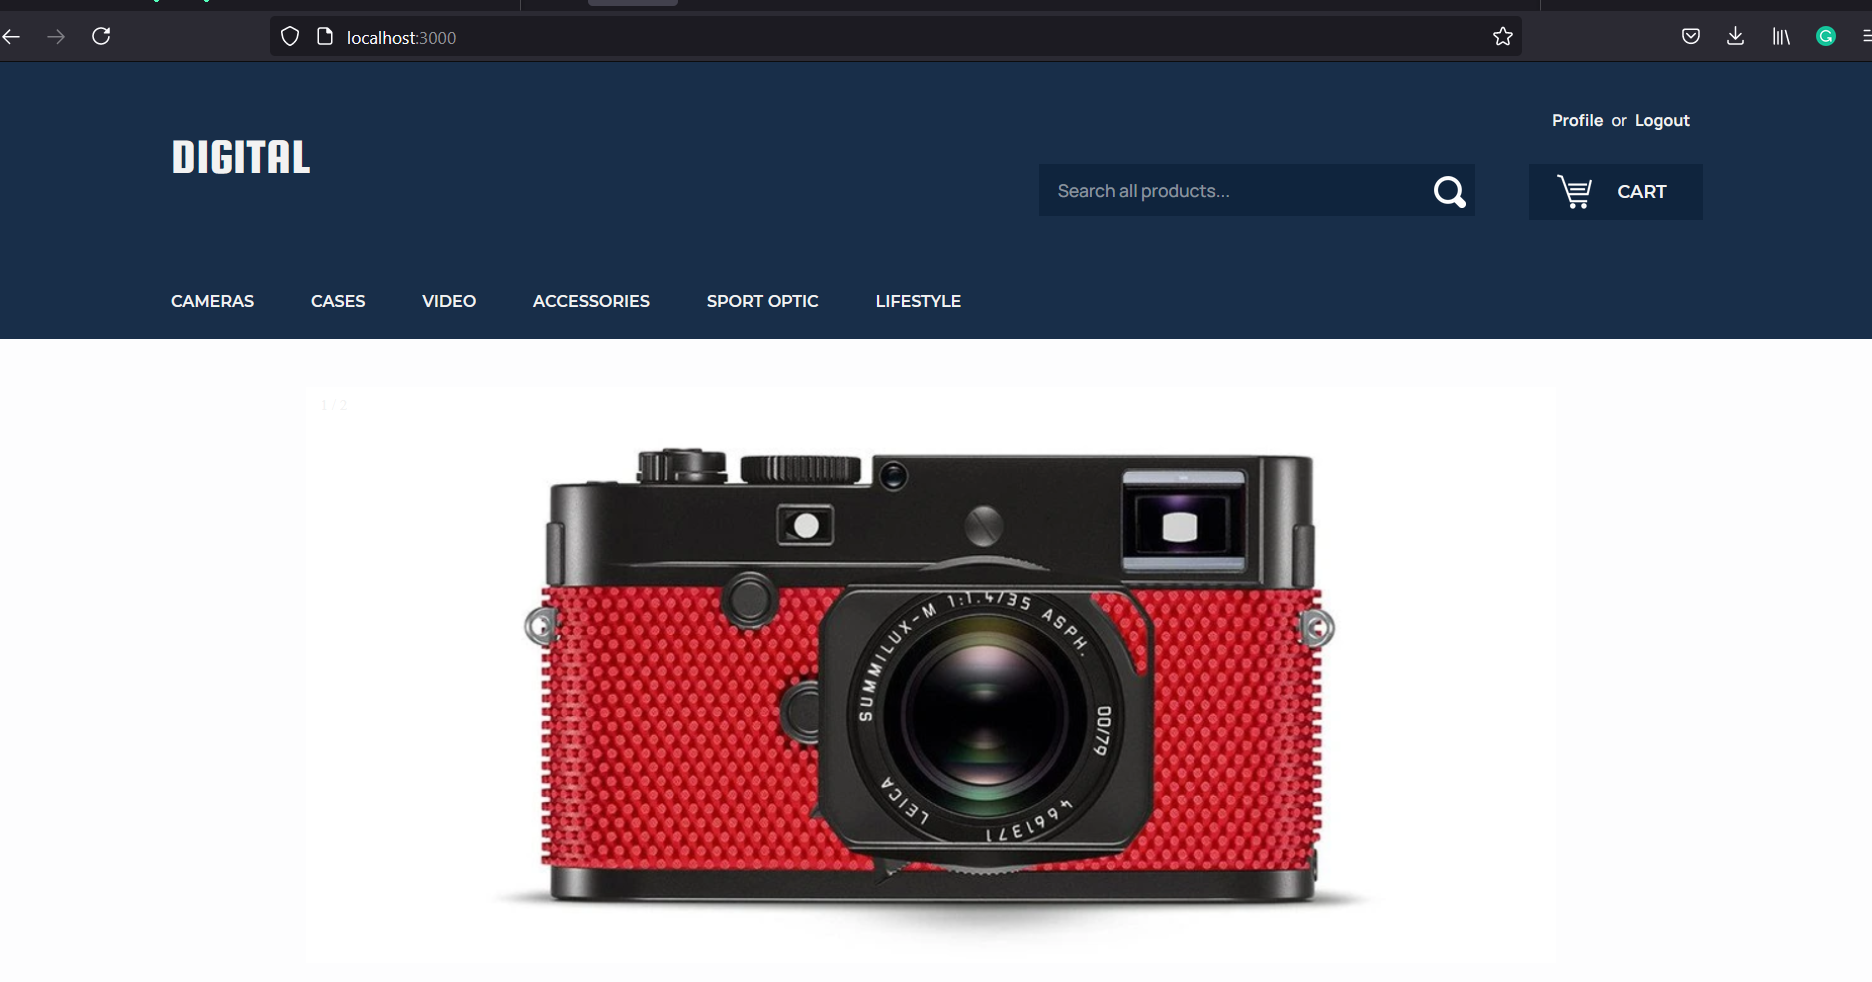 localhost:3000
Profile or Logout
DIGITAL
Search all products...
CART
CAMERAS CASES VIDEO ACCESSORIES SPORT OPTIC LIFESTYLE
1 / 2
SUMMILUX-M 1:1.4/35 ASPH.
00/79
4661371
LEICA